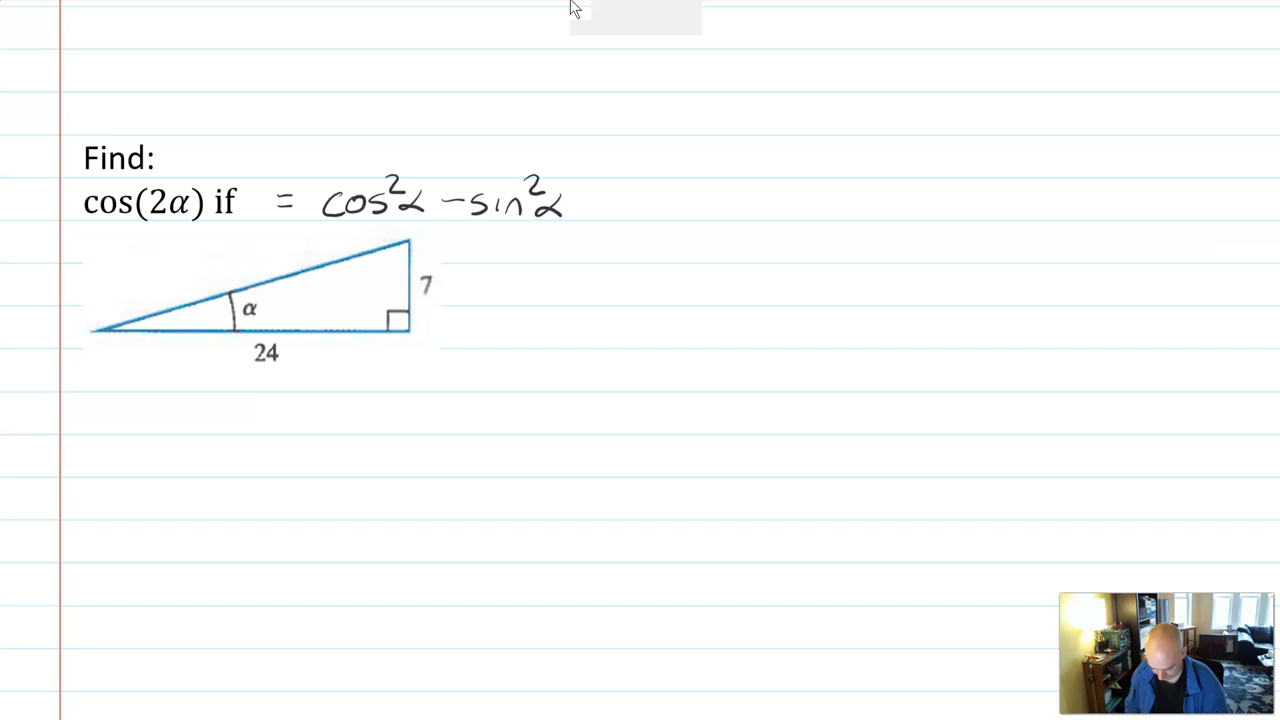 Find:
cos(2α) if = cos²α - sin²α
7
α
24